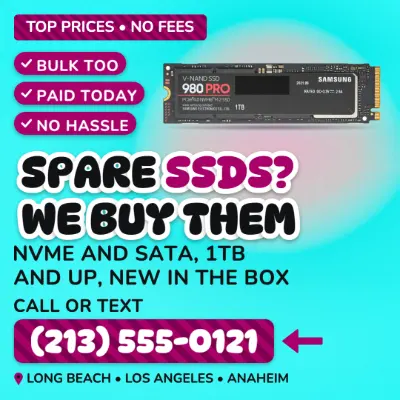 TOP PRICES • NO FEES
BULK TOO
PAID TODAY
NO HASSLE
V-NAND SSD
980 PRO
1TB
SAMSUNG
SPARE SSDS?
WE BUY THEM
NVME AND SATA, 1TB
AND UP, NEW IN THE BOX
CALL OR TEXT
(213) 555-0121
LONG BEACH • LOS ANGELES • ANAHEIM